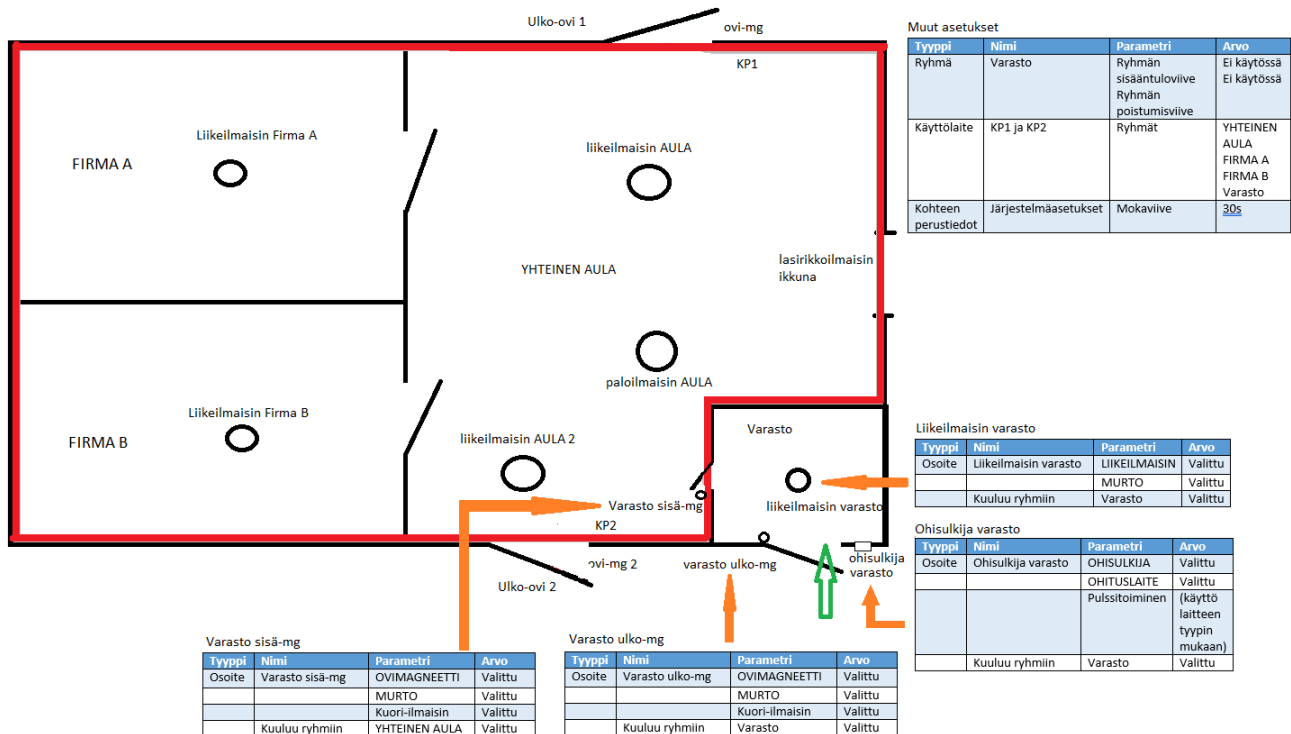 Ulko-ovi 1
ovi-mg
KP1
Liikeilmaisin Firma A
FIRMA A
liikeilmaisin AULA
YHTEINEN AULA
lasirikkoilmaisin
ikkuna
paloilmaisin AULA
Liikeilmaisin Firma B
FIRMA B
liikeilmaisin AULA 2
Varasto
Varasto sisä-mg
liikeilmaisin varasto
KP2
ovi-mg 2
Ulko-ovi 2
varasto ulko-mg
ohisulkija
varasto
Muut asetukset
Tyyppi Nimi Parametri Arvo
Ryhmä Varasto Ryhmän Ei käytössä
sisääntuloviive Ei käytössä
Ryhmän
poistumisviive
Käyttölaite KP1 ja KP2 Ryhmät YHTEINEN
AULA
FIRMA A
FIRMA B
Varasto
Kohteen Järjestelmäasetukset Mokaviive 30s
perustiedot
Liikeilmaisin varasto
Tyyppi Nimi Parametri Arvo
Osoite Liikeilmaisin varasto LIIKEILMAISIN Valittu
MURTO Valittu
Kuuluu ryhmiin Varasto Valittu
Ohisulkija varasto
Tyyppi Nimi Parametri Arvo
Osoite Ohisulkija varasto OHISULKIJA Valittu
OHITUSLAITE Valittu
Pulssitoiminen (käyttö
laitteen
tyypin
mukaan)
Kuuluu ryhmiin Varasto Valittu
Varasto sisä-mg
Tyyppi Nimi Parametri Arvo
Osoite Varasto sisä-mg OVIMAGNEETTI Valittu
MURTO Valittu
Kuori-ilmaisin Valittu
Kuuluu ryhmiin YHTEINEN AULA Valittu
Varasto ulko-mg
Tyyppi Nimi Parametri Arvo
Osoite Varasto ulko-mg OVIMAGNEETTI Valittu
MURTO Valittu
Kuori-ilmaisin Valittu
Kuuluu ryhmiin Varasto Valittu